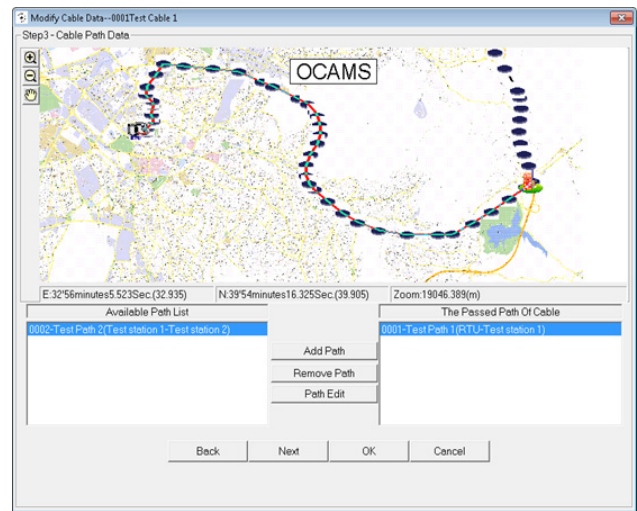 Modify Cable Data--0001Test Cable 1
Step3 - Cable Path Data
OCAMS
E:32"56minutes5.523Sec.(32.935) N:39'54minutes16.325Sec.(39.905) Zoom:19046.389(m)
Available Path List The Passed Path Of Cable
0002-Test Path 2(Test station 1-Test station 2) 0001-Test Path 1(RTU-Test station 1)
Add Path
Remove Path
Path Edit
Back Next OK Cancel